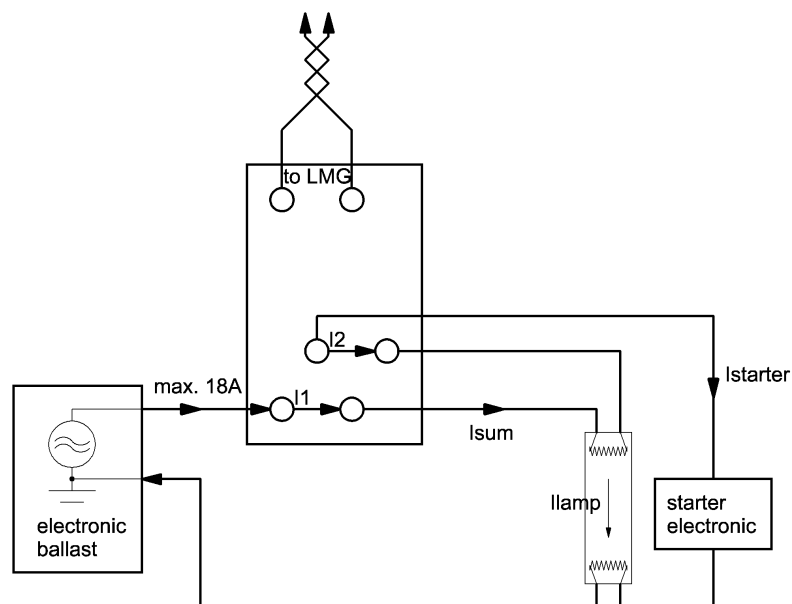 to LMG
I2
Istarter
max. 18A
I1
Isum
Ilamp
starter
electronic
electronic
ballast